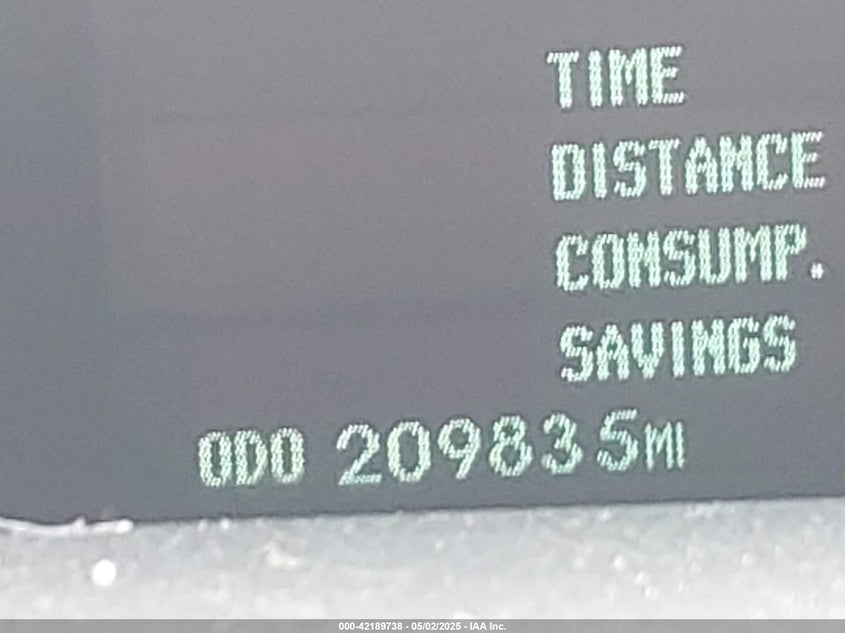 TIME
DISTANCE
CONSUMP.
SAVINGS
ODO 209835MI
000-42189738 - 05/02/2025 - IAA Inc.